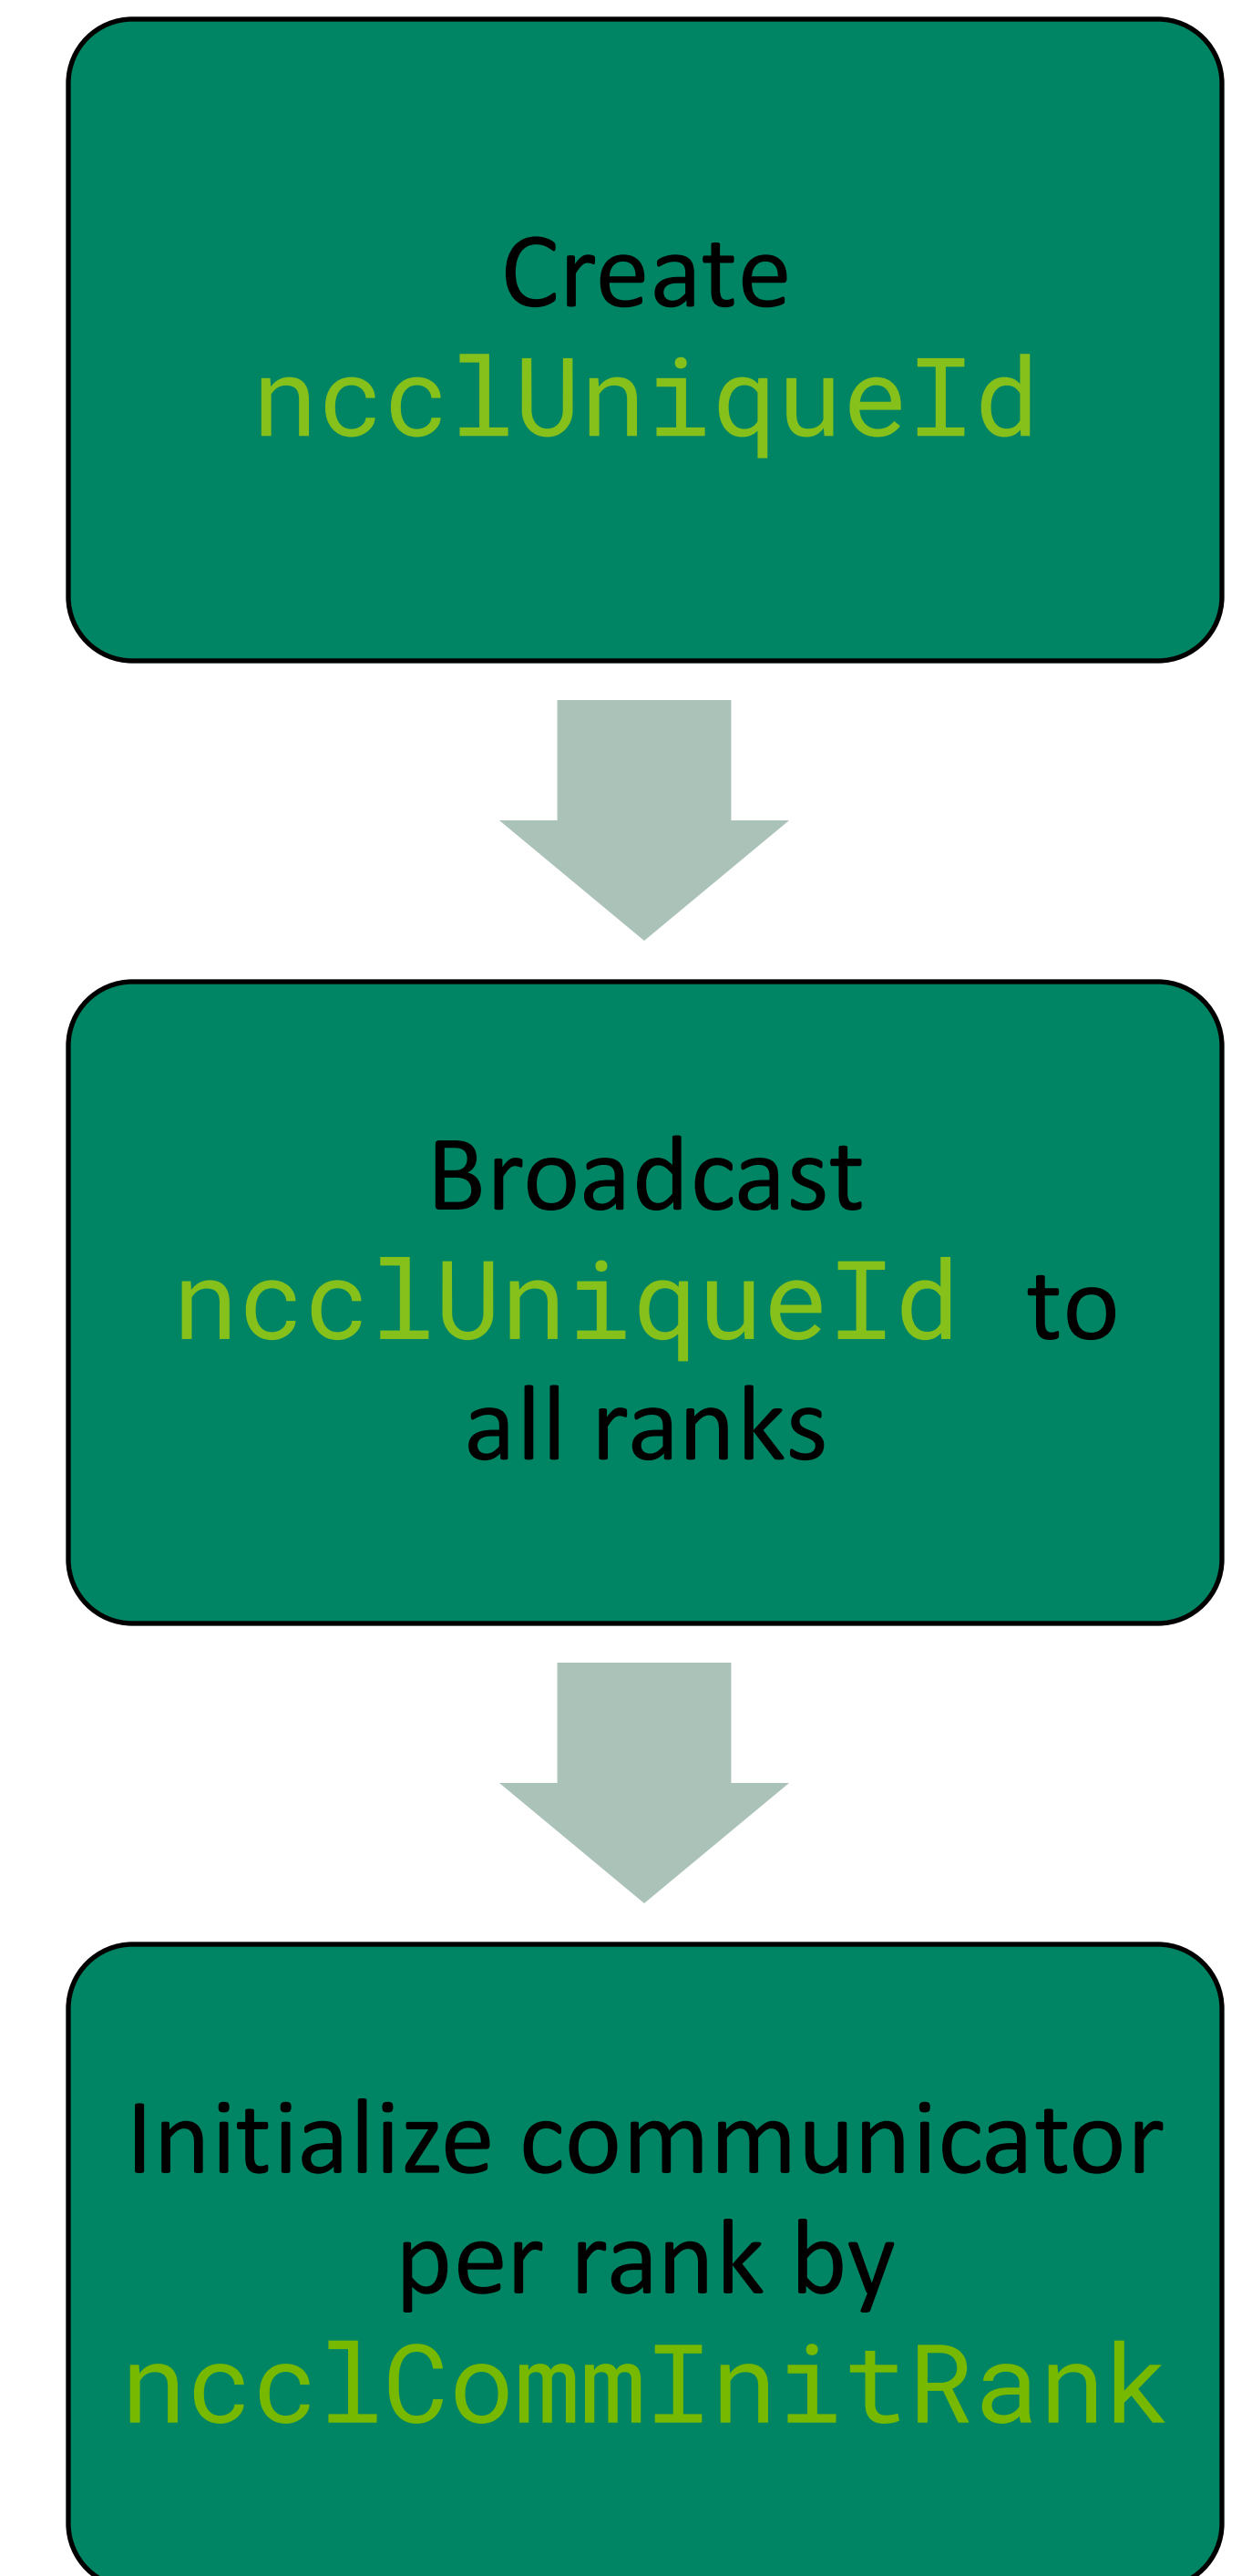 Create
ncclUniqueId
Broadcast
ncclUniqueId to
all ranks
Initialize communicator
per rank by
ncclCommInitRank